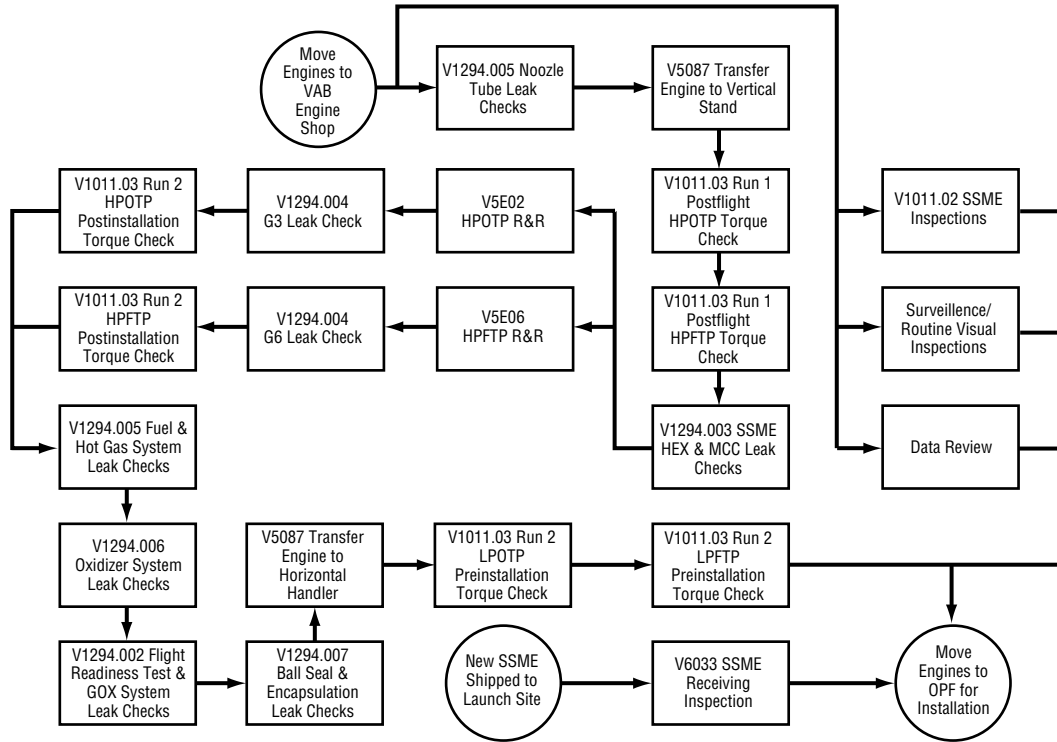 Move
Engines to
VAB
Engine
Shop
V1294.005 Noozle
Tube Leak
Checks
V5087 Transfer
Engine to Vertical
Stand
V1011.03 Run 2
HPOTP
Postinstallation
Torque Check
V1294.004
G3 Leak Check
V5E02
HPOTP R&R
V1011.03 Run 1
Postflight
HPOTP Torque
Check
V1011.02 SSME
Inspections
V1011.03 Run 2
HPFTP
Postinstallation
Torque Check
V1294.004
G6 Leak Check
V5E06
HPFTP R&R
V1011.03 Run 1
Postflight
HPFTP Torque
Check
Surveillence/
Routine Visual
Inspections
V1294.005 Fuel &
Hot Gas System
Leak Checks
V1294.003 SSME
HEX & MCC Leak
Checks
Data Review
V1294.006
Oxidizer System
Leak Checks
V5087 Transfer
Engine to
Horizontal
Handler
V1011.03 Run 2
LPOTP
Preinstallation
Torque Check
V1011.03 Run 2
LPFTP
Preinstallation
Torque Check
V1294.002 Flight
Readiness Test &
GOX System
Leak Checks
V1294.007
Ball Seal &
Encapsulation
Leak Checks
New SSME
Shipped to
Launch Site
V6033 SSME
Receiving
Inspection
Move
Engines to
OPF for
Installation